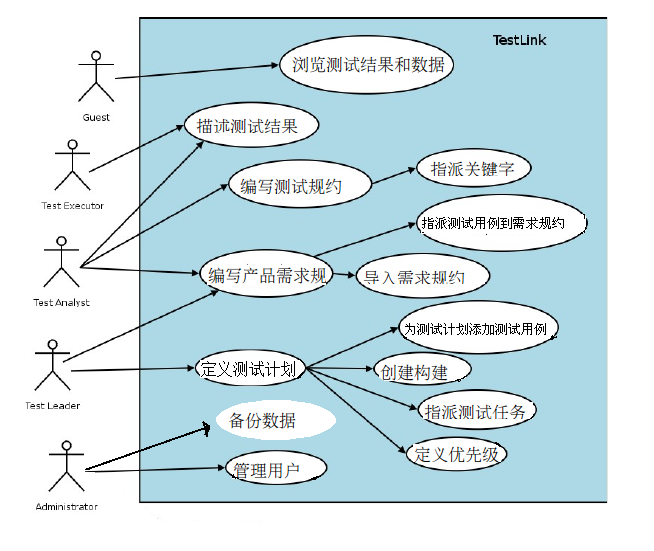 TestLink
浏览测试结果和数据
Guest
描述测试结果
指派关键字
编写测试规约
Test Executor
指派测试用例到需求规约
编写产品需求规
导入需求规约
Test Analyst
为测试计划添加测试用例
定义测试计划
创建构建
Test Leader
指派测试任务
备份数据
定义优先级
管理用户
Administrator